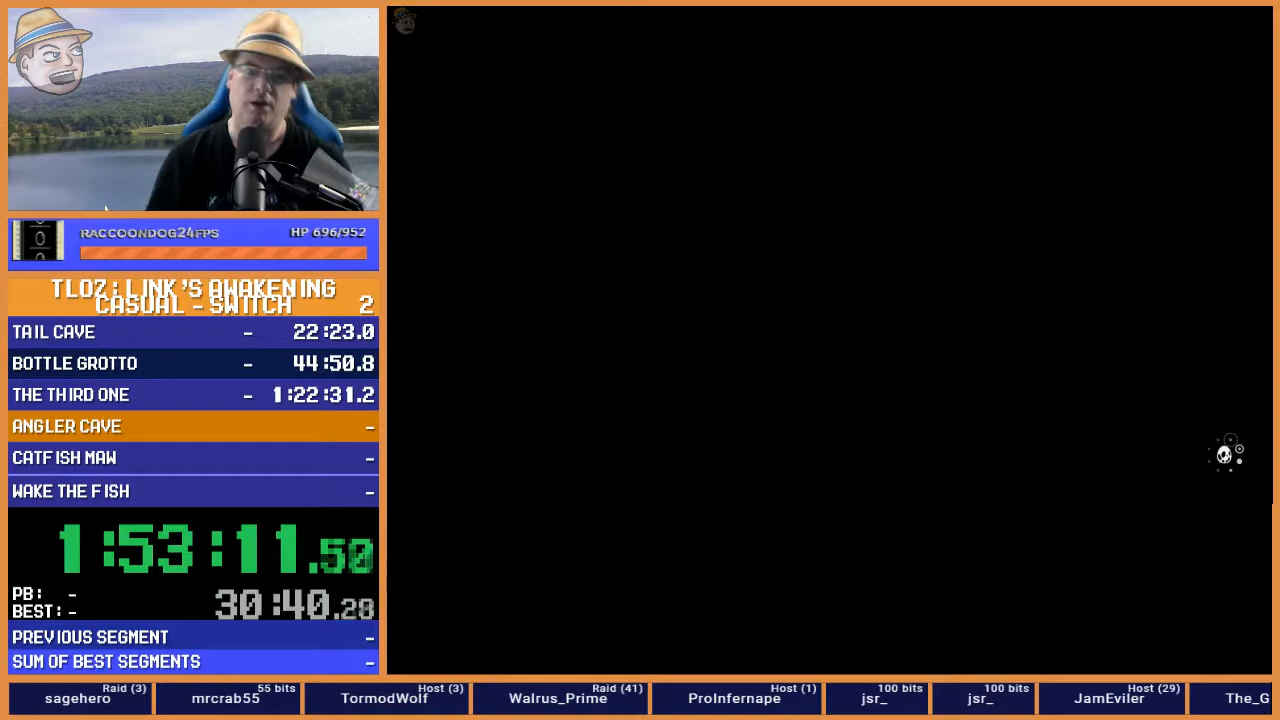 RACCOONDOG24FPS HP 696/952
TLOZ: LINK'S AWAKENING
CASUAL - SWITCH 2
TAIL CAVE - 22:23.0
BOTTLE GROTTO - 44:50.8
THE THIRD ONE - 1:22:31.2
ANGLER CAVE -
CATFISH MAW -
WAKE THE FISH -
1:53:11.50
PB: -
BEST: - 30:40.28
PREVIOUS SEGMENT -
SUM OF BEST SEGMENTS -
Raid (3) 55 bits Host (3) Raid (41) Host (1) 100 bits 100 bits Host (29)
sagehero mrcrab55 TormodWolf Walrus_Prime ProInfernape jsr_ jsr_ JamEviler The_G